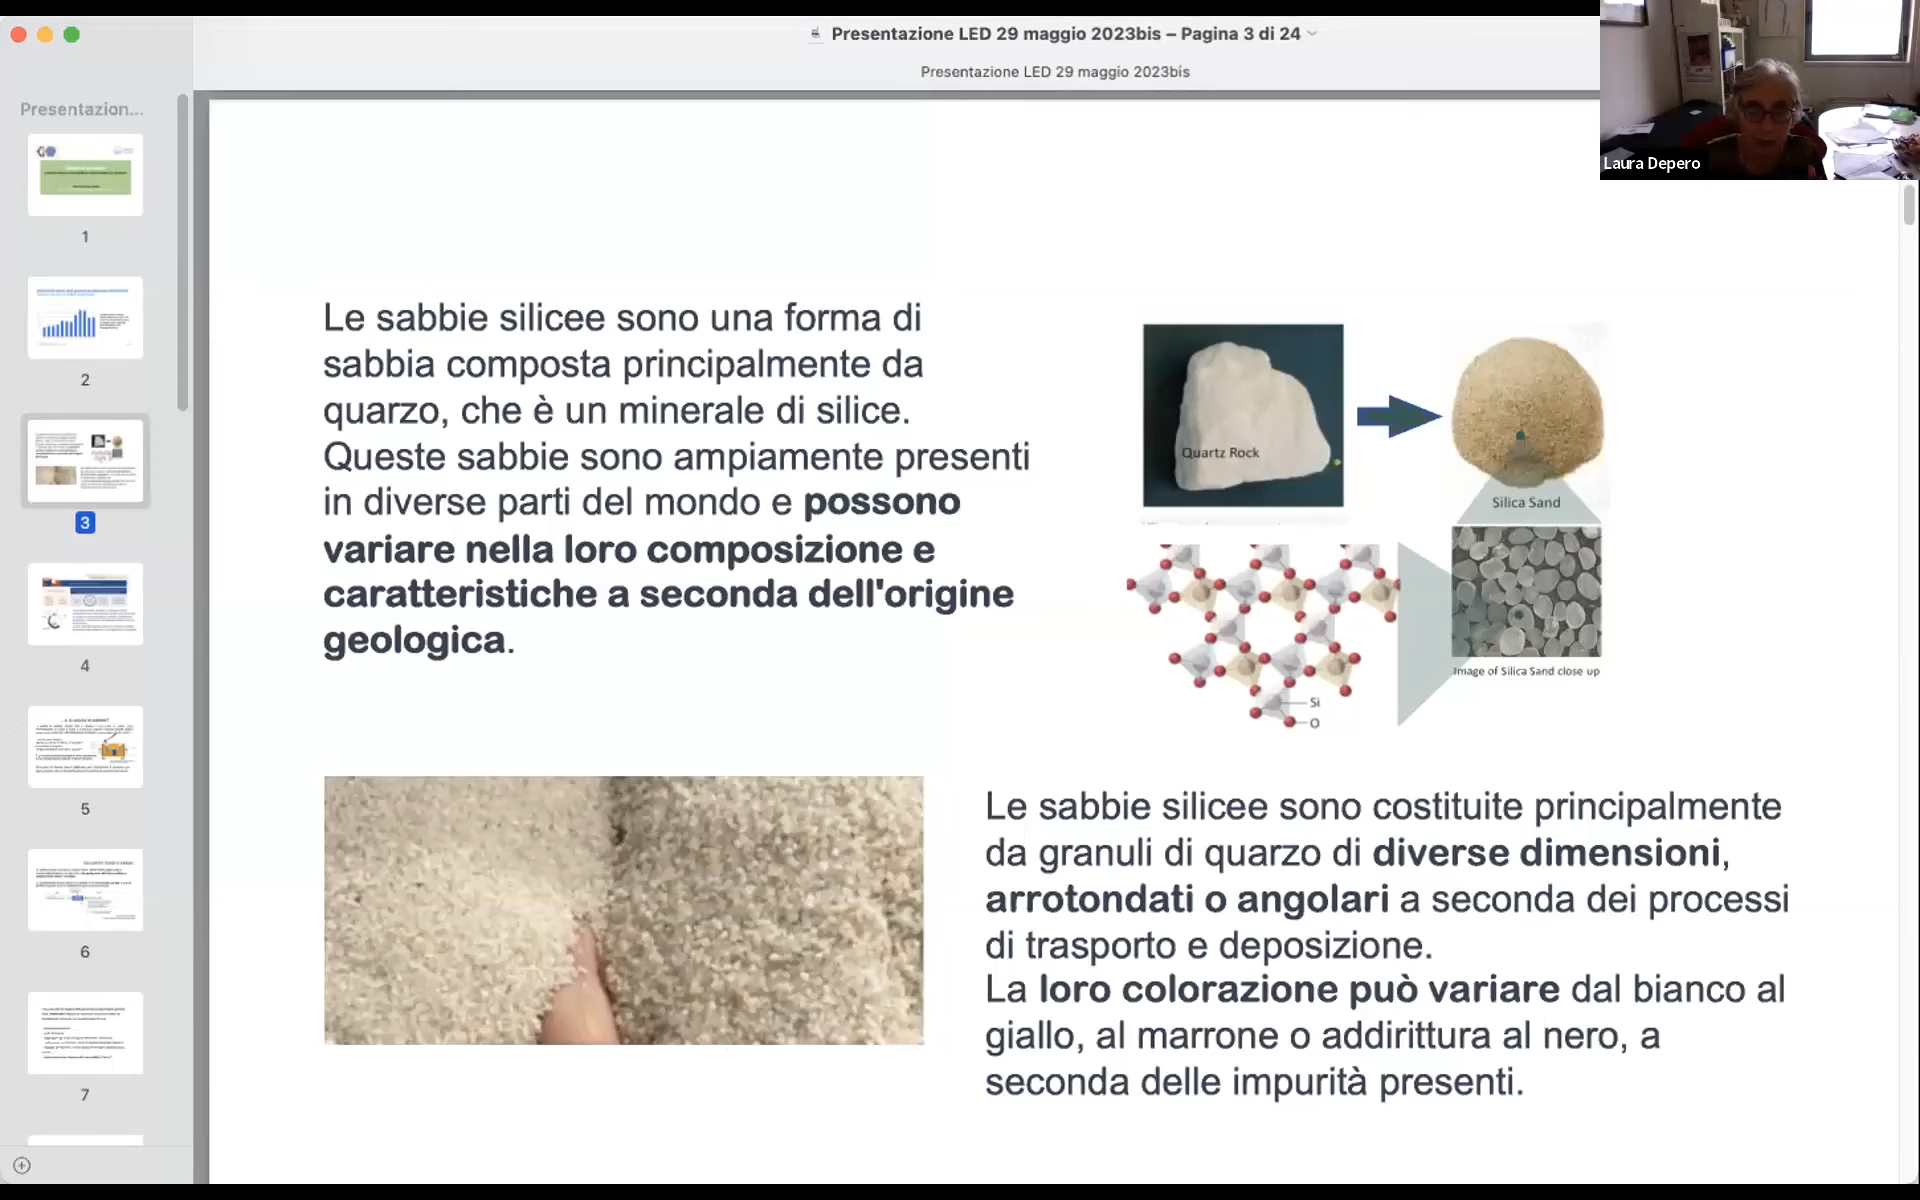 Presentazione LED 29 maggio 2023bis – Pagina 3 di 24
Presentazione LED 29 maggio 2023bis
Laura Depero
Presentazion...
1
2
3
4
5
6
7
Le sabbie silicee sono una forma di
sabbia composta principalmente da
quarzo, che è un minerale di silice.
Queste sabbie sono ampiamente presenti
in diverse parti del mondo e possono
variare nella loro composizione e
caratteristiche a seconda dell'origine
geologica.
Quartz Rock
Silica Sand
Image of Silica Sand close up
Si
O
Le sabbie silicee sono costituite principalmente
da granuli di quarzo di diverse dimensioni,
arrotondati o angolari a seconda dei processi
di trasporto e deposizione.
La loro colorazione può variare dal bianco al
giallo, al marrone o addirittura al nero, a
seconda delle impurità presenti.